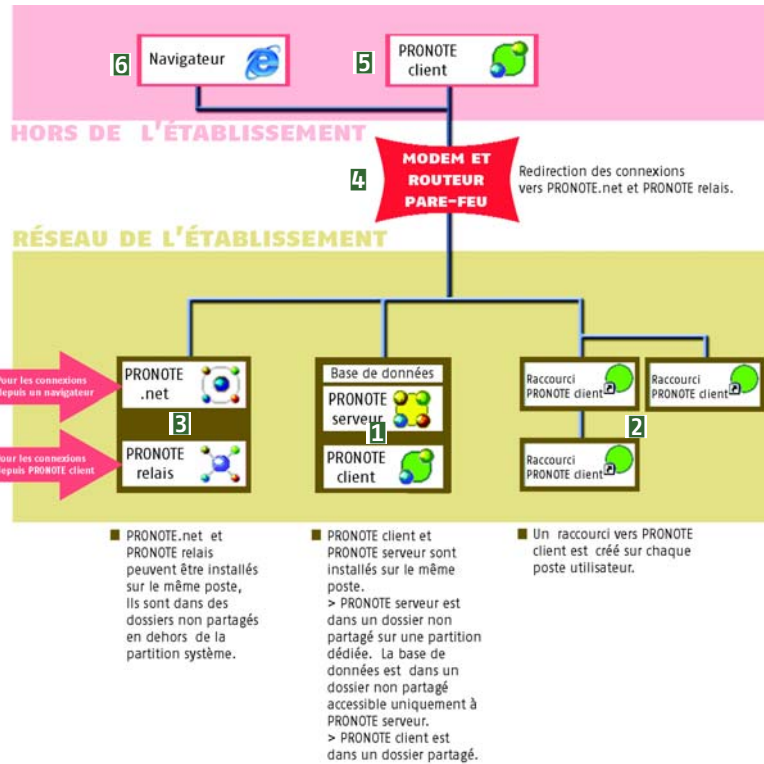 6
Navigateur
5
PRONOTE
client
HORS DE L'ÉTABLISSEMENT
4
MODEM ET
ROUTEUR
PARE-FEU
Redirection des connexions
vers PRONOTE.net et PRONOTE relais.
RÉSEAU DE L'ÉTABLISSEMENT
Pour les connexions
depuis un navigateur
PRONOTE
.net
3
Pour les connexions
depuis PRONOTE client
PRONOTE
relais
Base de données
PRONOTE
serveur
1
PRONOTE
client
Raccourci
PRONOTE client
Raccourci
PRONOTE client
2
Raccourci
PRONOTE client
PRONOTE.net et
PRONOTE relais
peuvent être installés
sur le même poste,
Ils sont dans des
dossiers non partagés
en dehors de la
partition système.
PRONOTE client et
PRONOTE serveur sont
installés sur le même
poste.
> PRONOTE serveur est
dans un dossier non
partagé sur une partition
dédiée. La base de
données est dans un
dossier non partagé
accessible uniquement à
PRONOTE serveur.
> PRONOTE client est
dans un dossier partagé.
Un raccourci vers PRONOTE
client est créé sur chaque
poste utilisateur.